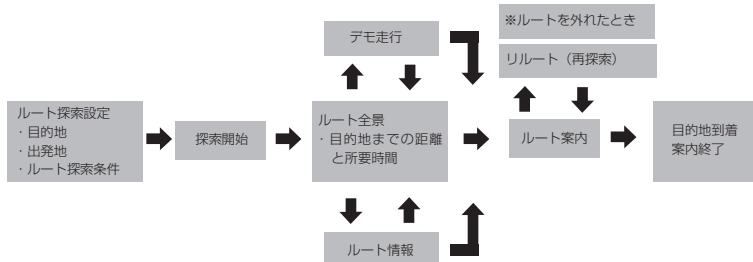 ルート探索設定
・目的地
・出発地
・ルート探索条件
探索開始
デモ走行
ルート全景
・目的地までの距離
と所要時間
ルート情報
※ルートを外れたとき
リルート（再探索）
ルート案内
目的地到着
案内終了